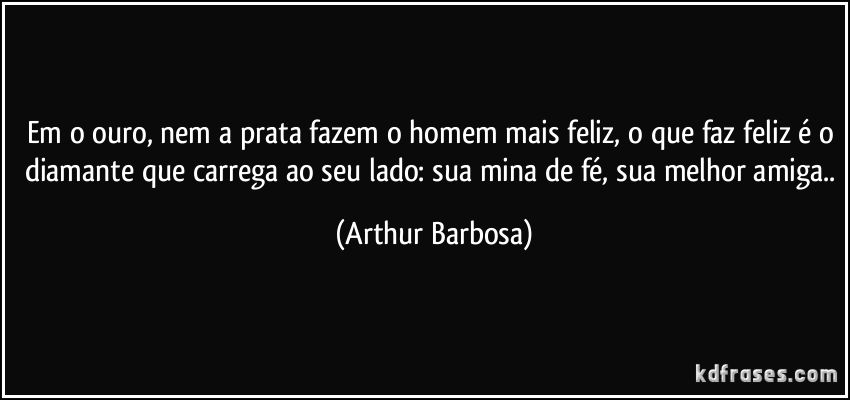 Em o ouro, nem a prata fazem o homem mais feliz, o que faz feliz é o
diamante que carrega ao seu lado: sua mina de fé, sua melhor amiga..
(Arthur Barbosa)
kdfrases.com